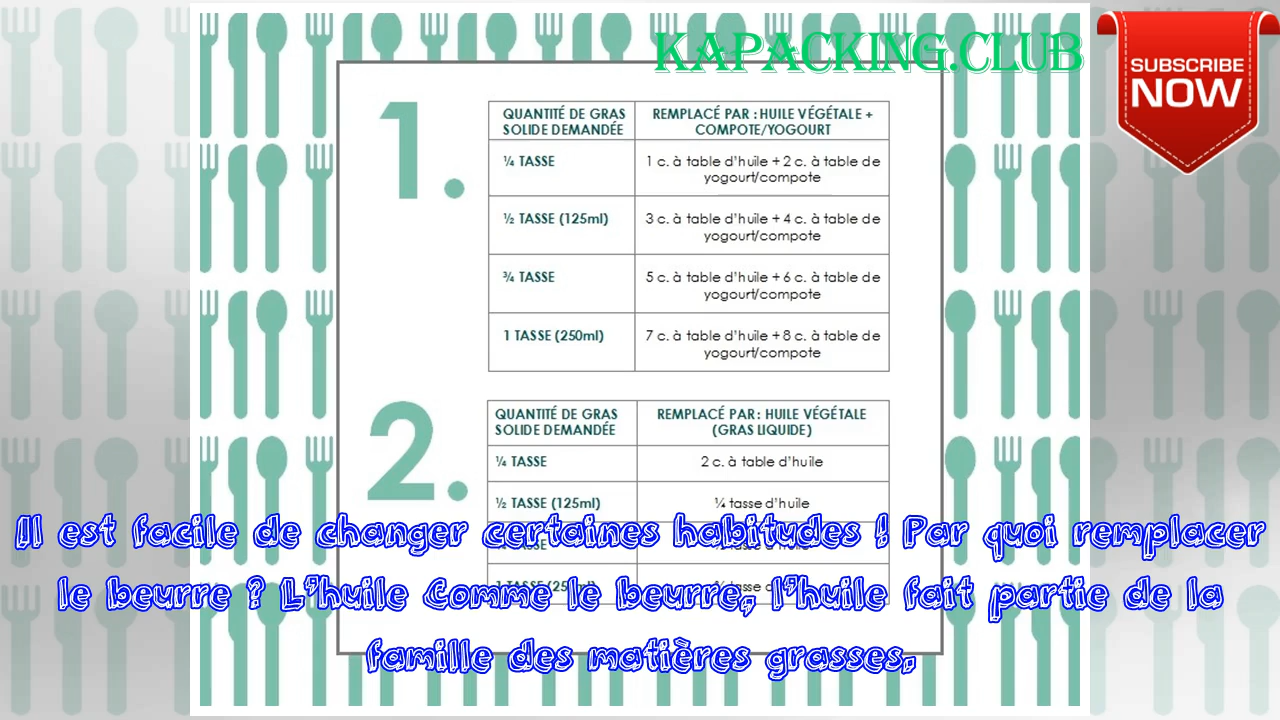 KAPACKING.CLUB
SUBSCRIBE
NOW
1.
QUANTITÉ DE GRAS SOLIDE DEMANDÉE
REMPLACÉ PAR : HUILE VÉGÉTALE + COMPOTE/YOGOURT
¼ TASSE
1 c. à table d'huile + 2 c. à table de
yogourt/compote
½ TASSE (125ml)
3 c. à table d'huile + 4 c. à table de
yogourt/compote
¾ TASSE
5 c. à table d'huile + 6 c. à table de
yogourt/compote
1 TASSE (250ml)
7 c. à table d'huile + 8 c. à table de
yogourt/compote
2.
QUANTITÉ DE GRAS
SOLIDE DEMANDÉE
REMPLACÉ PAR : HUILE VÉGÉTALE
(GRAS LIQUIDE)
¼ TASSE
2 c. à table d'huile
½ TASSE (125ml)
¼ tasse d'huile
Il est facile de changer certaines habitudes ! Par quoi remplacer
le beurre ? L'huile Comme le beurre, l'huile fait partie de la
famille des matières grasses,